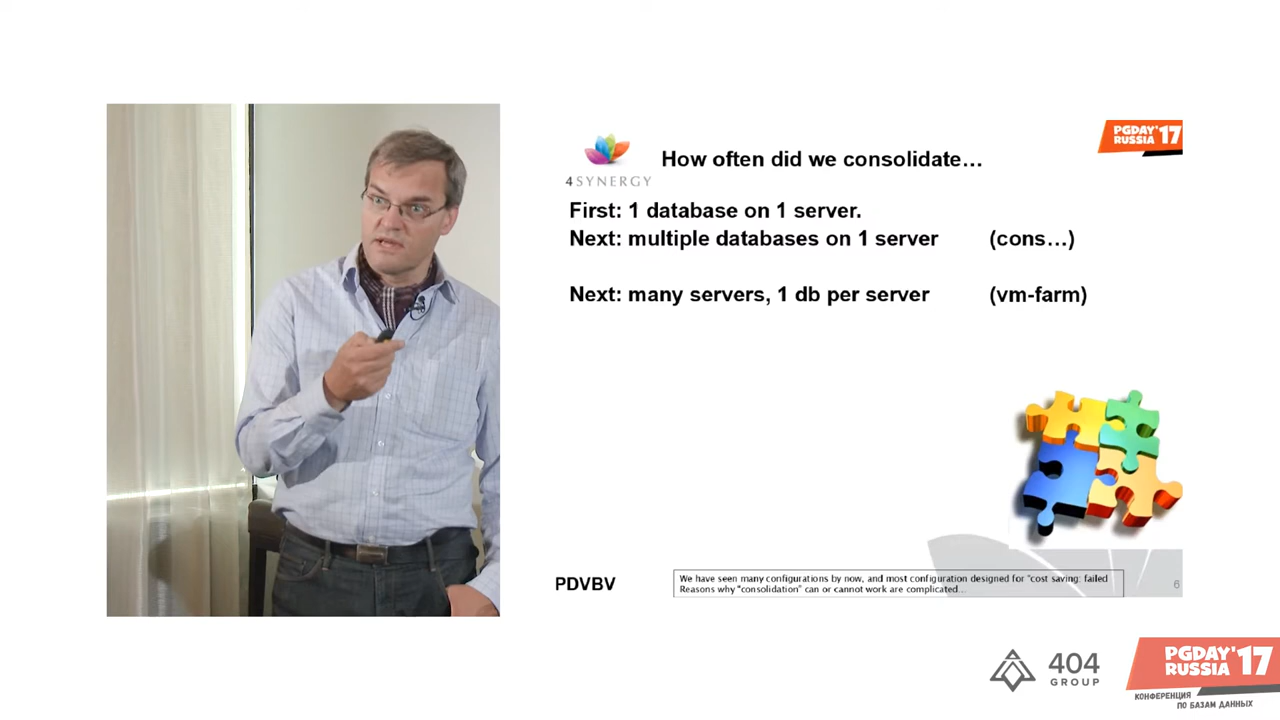 PGDAY'17
RUSSIA
How often did we consolidate...
4SYNERGY
First: 1 database on 1 server.
Next: multiple databases on 1 server (cons...)
Next: many servers, 1 db per server (vm-farm)
PDVBV
We have seen many configurations by now, and most configuration designed for "cost saving: failed
Reasons why "consolidation" can or cannot work are complicated...
6
404
GROUP
PGDAY'17
RUSSIA
КОНФЕРЕНЦИЯ
ПО БАЗАМ ДАННЫХ